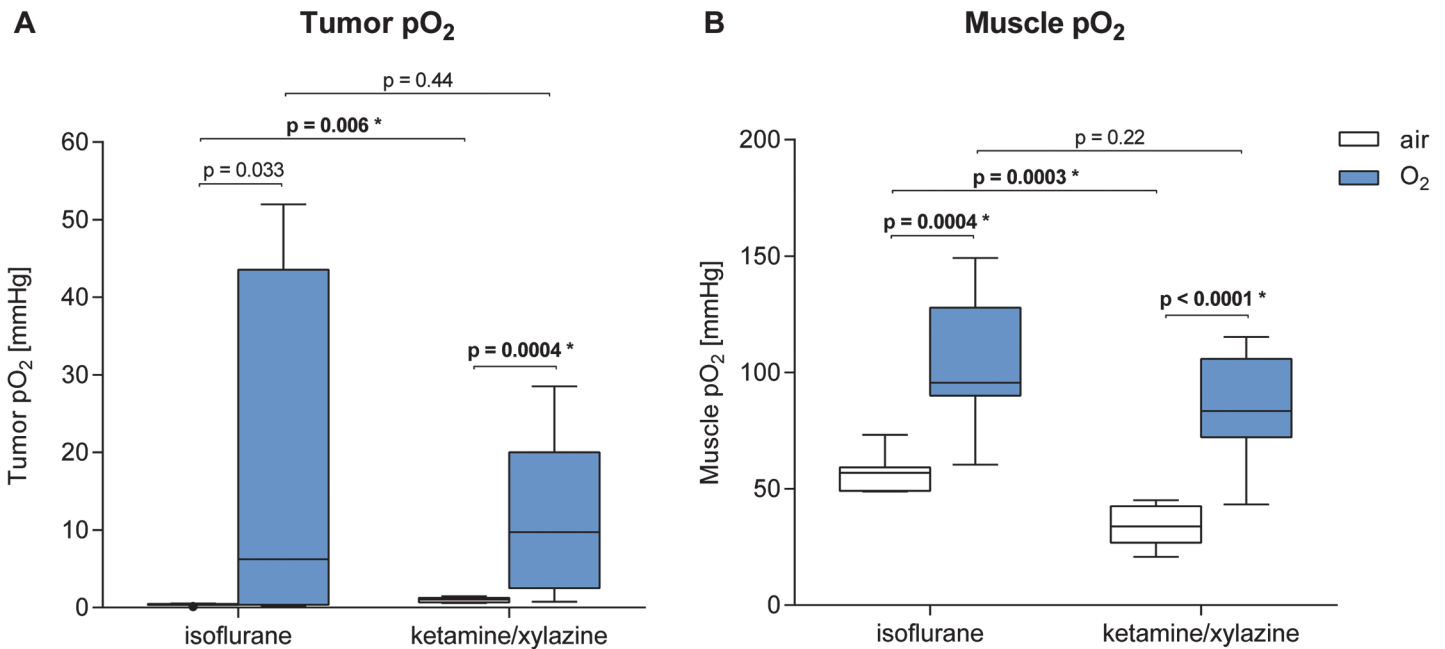 A
Tumor pO₂
p = 0.44
p = 0.006 *
p = 0.033
p = 0.0004 *
60
50
40
30
20
10
0
Tumor pO₂ [mmHg]
isoflurane
ketamine/xylazine
B
Muscle pO₂
p = 0.22
p = 0.0003 *
p = 0.0004 *
p < 0.0001 *
200
150
100
50
0
Muscle pO₂ [mmHg]
isoflurane
ketamine/xylazine
air
O₂